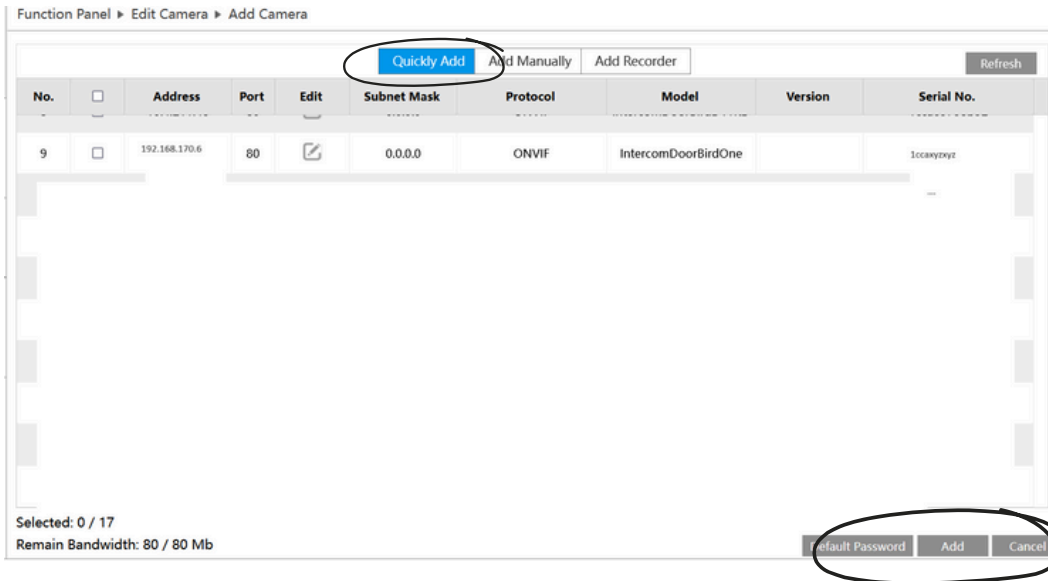 Function Panel ▶ Edit Camera ▶ Add Camera
Quickly Add Add Manually Add Recorder Refresh
No. Address Port Edit Subnet Mask Protocol Model Version Serial No.
9 192.168.170.6 80 0.0.0.0 ONVIF IntercomDoorBirdOne 1ccaxyzxyz
Selected: 0 / 17
Remain Bandwidth: 80 / 80 Mb
Default Password Add Cancel